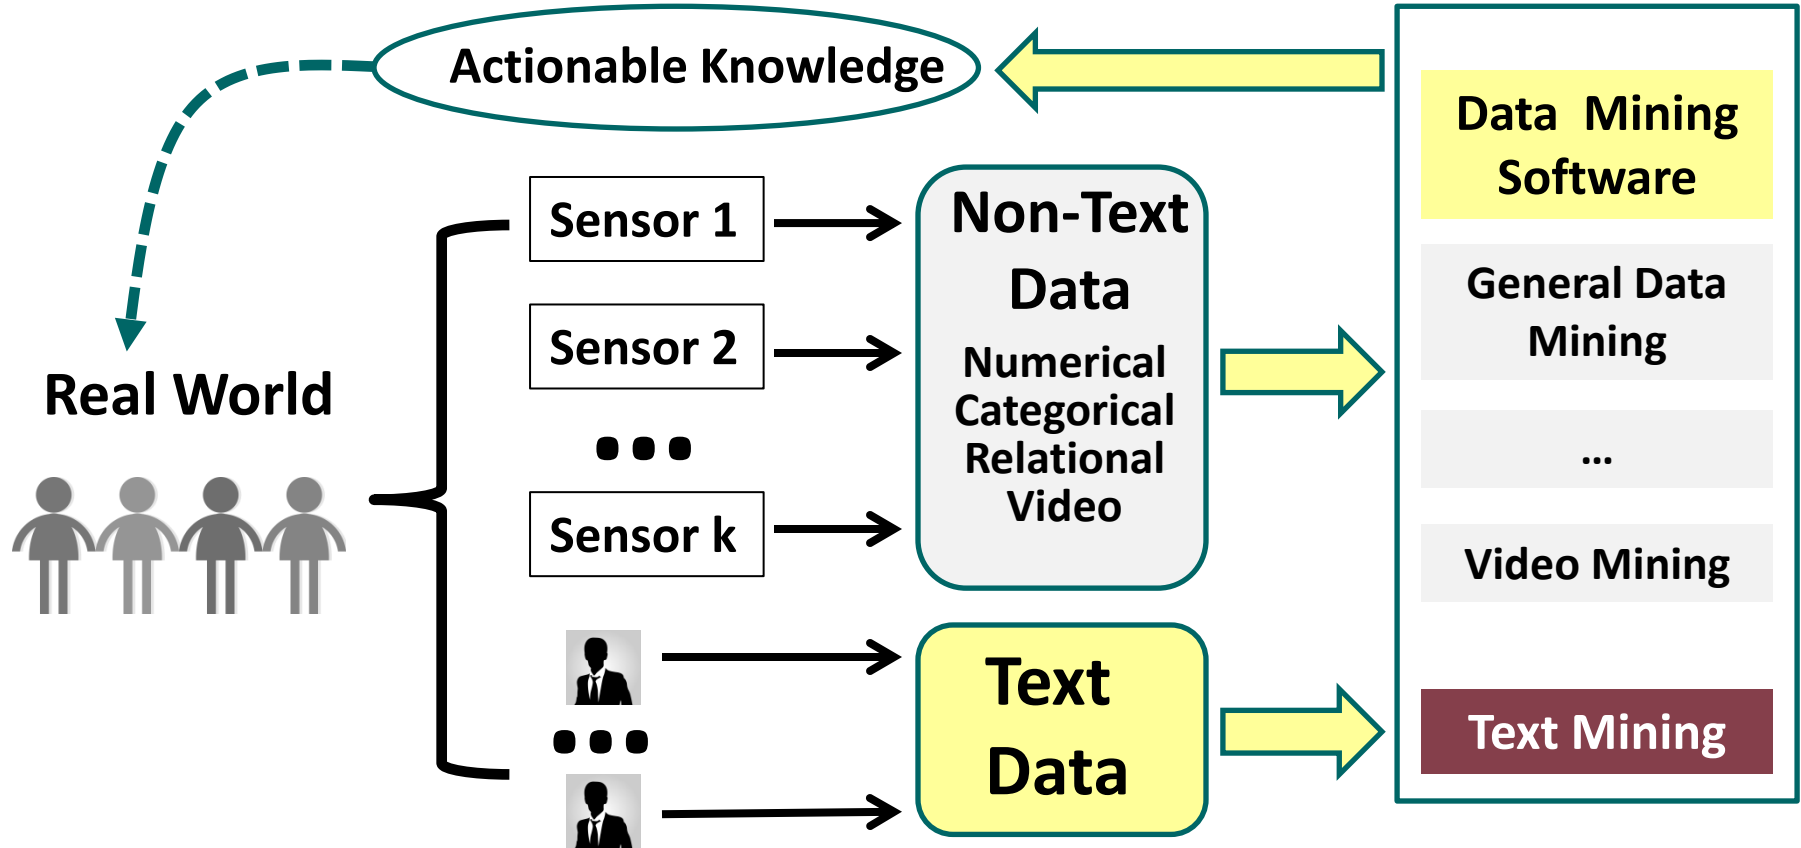 Actionable Knowledge
Real World
Sensor 1
Sensor 2
...
Sensor k
...
Non-Text
Data
Numerical
Categorical
Relational
Video
Text
Data
Data Mining
Software
General Data
Mining
...
Video Mining
Text Mining